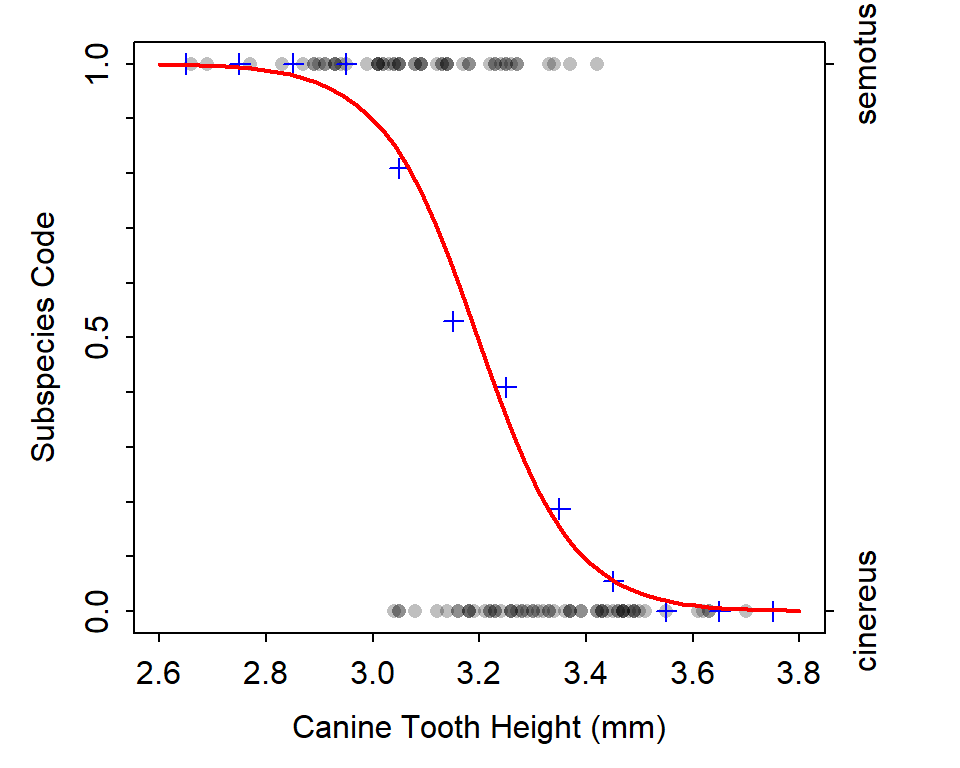 semotus
1.0
Subspecies Code
0.5
0.0
cinereus
2.6 2.8 3.0 3.2 3.4 3.6 3.8
Canine Tooth Height (mm)